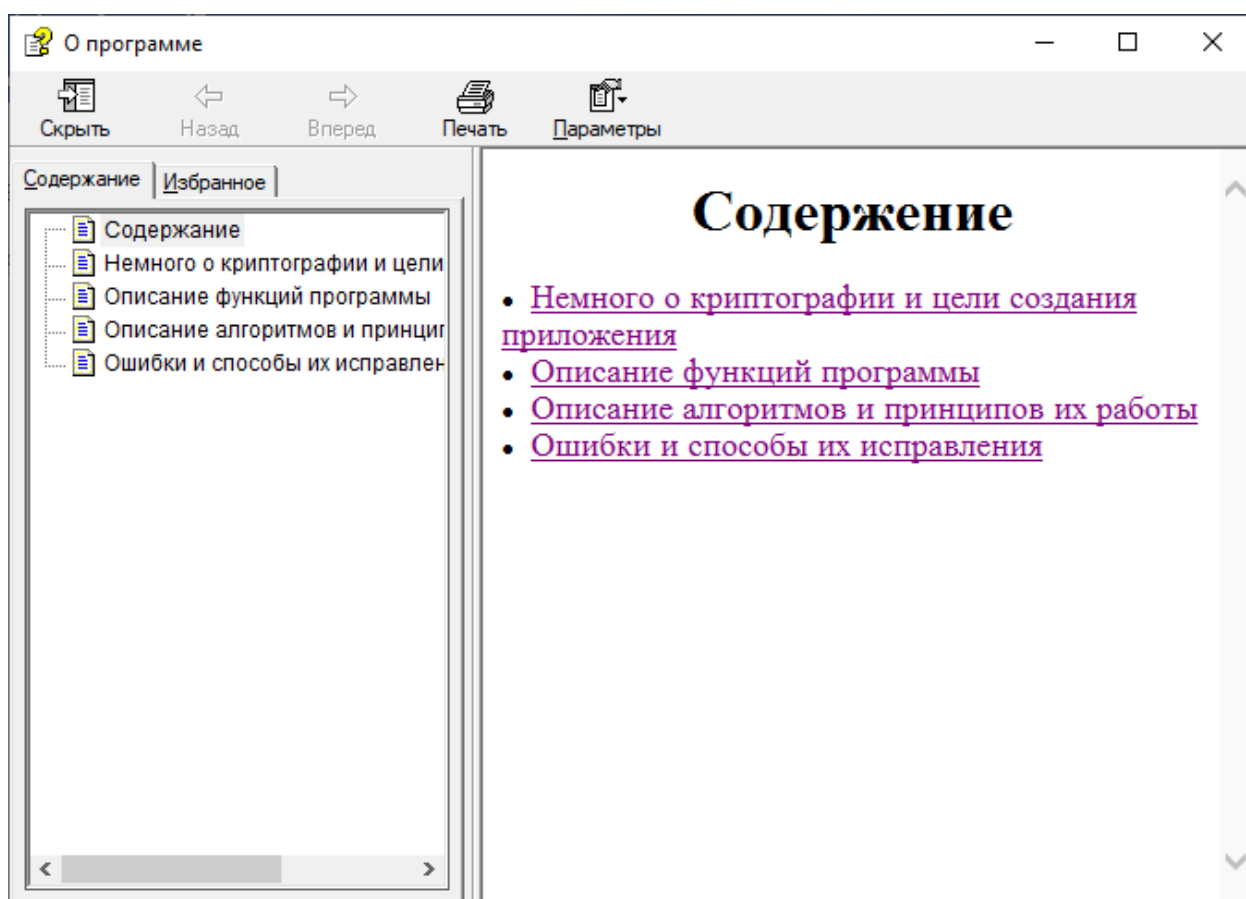 О программе
Скрыть Назад Вперед Печать Параметры
Содержание Избранное
Содержание
Немного о криптографии и цели
Описание функций программы
Описание алгоритмов и принцип
Ошибки и способы их исправлен
Содержение
• Немного о криптографии и цели создания
приложения
• Описание функций программы
• Описание алгоритмов и принципов их работы
• Ошибки и способы их исправления